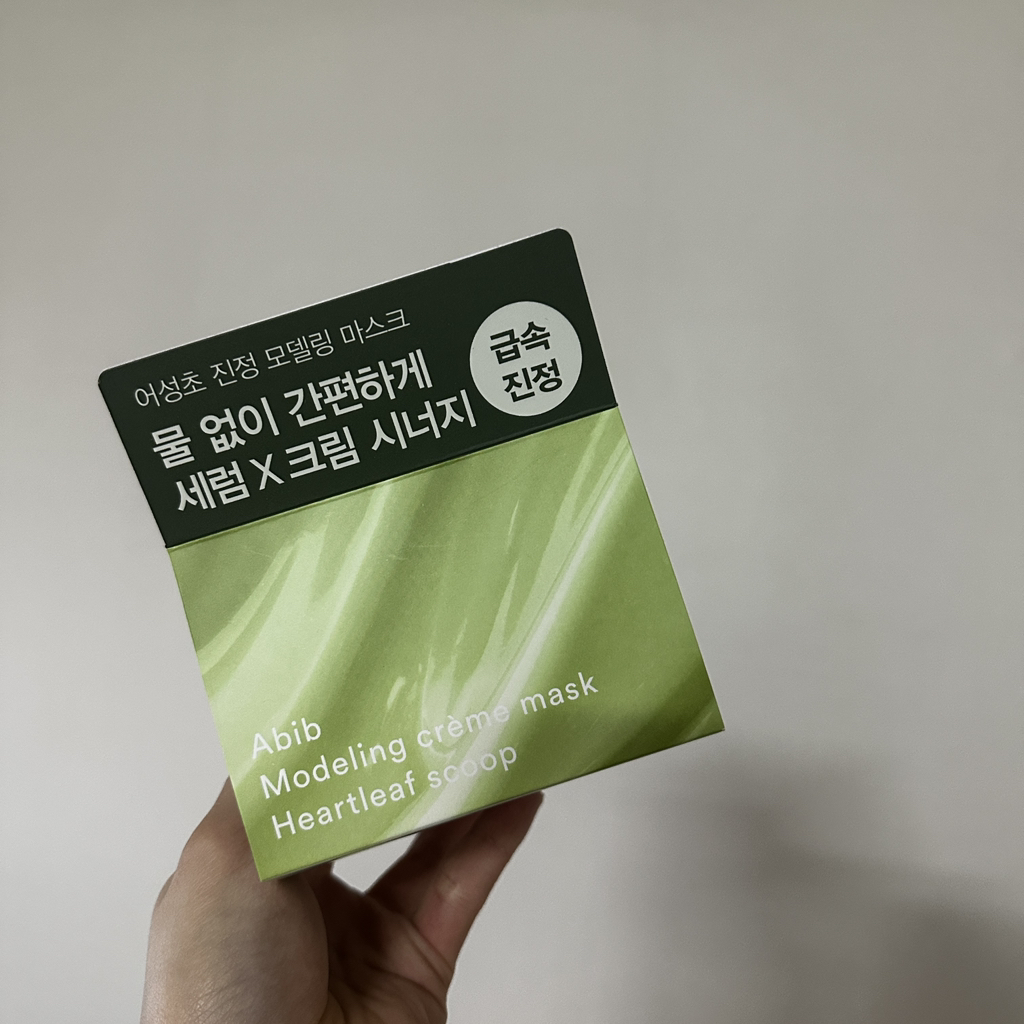 어성초 진정 모델링 마스크
물 없이 간편하게
세럼 X 크림 시너지
급속
진정
Abib
Modeling crème mask
Heartleaf scoop